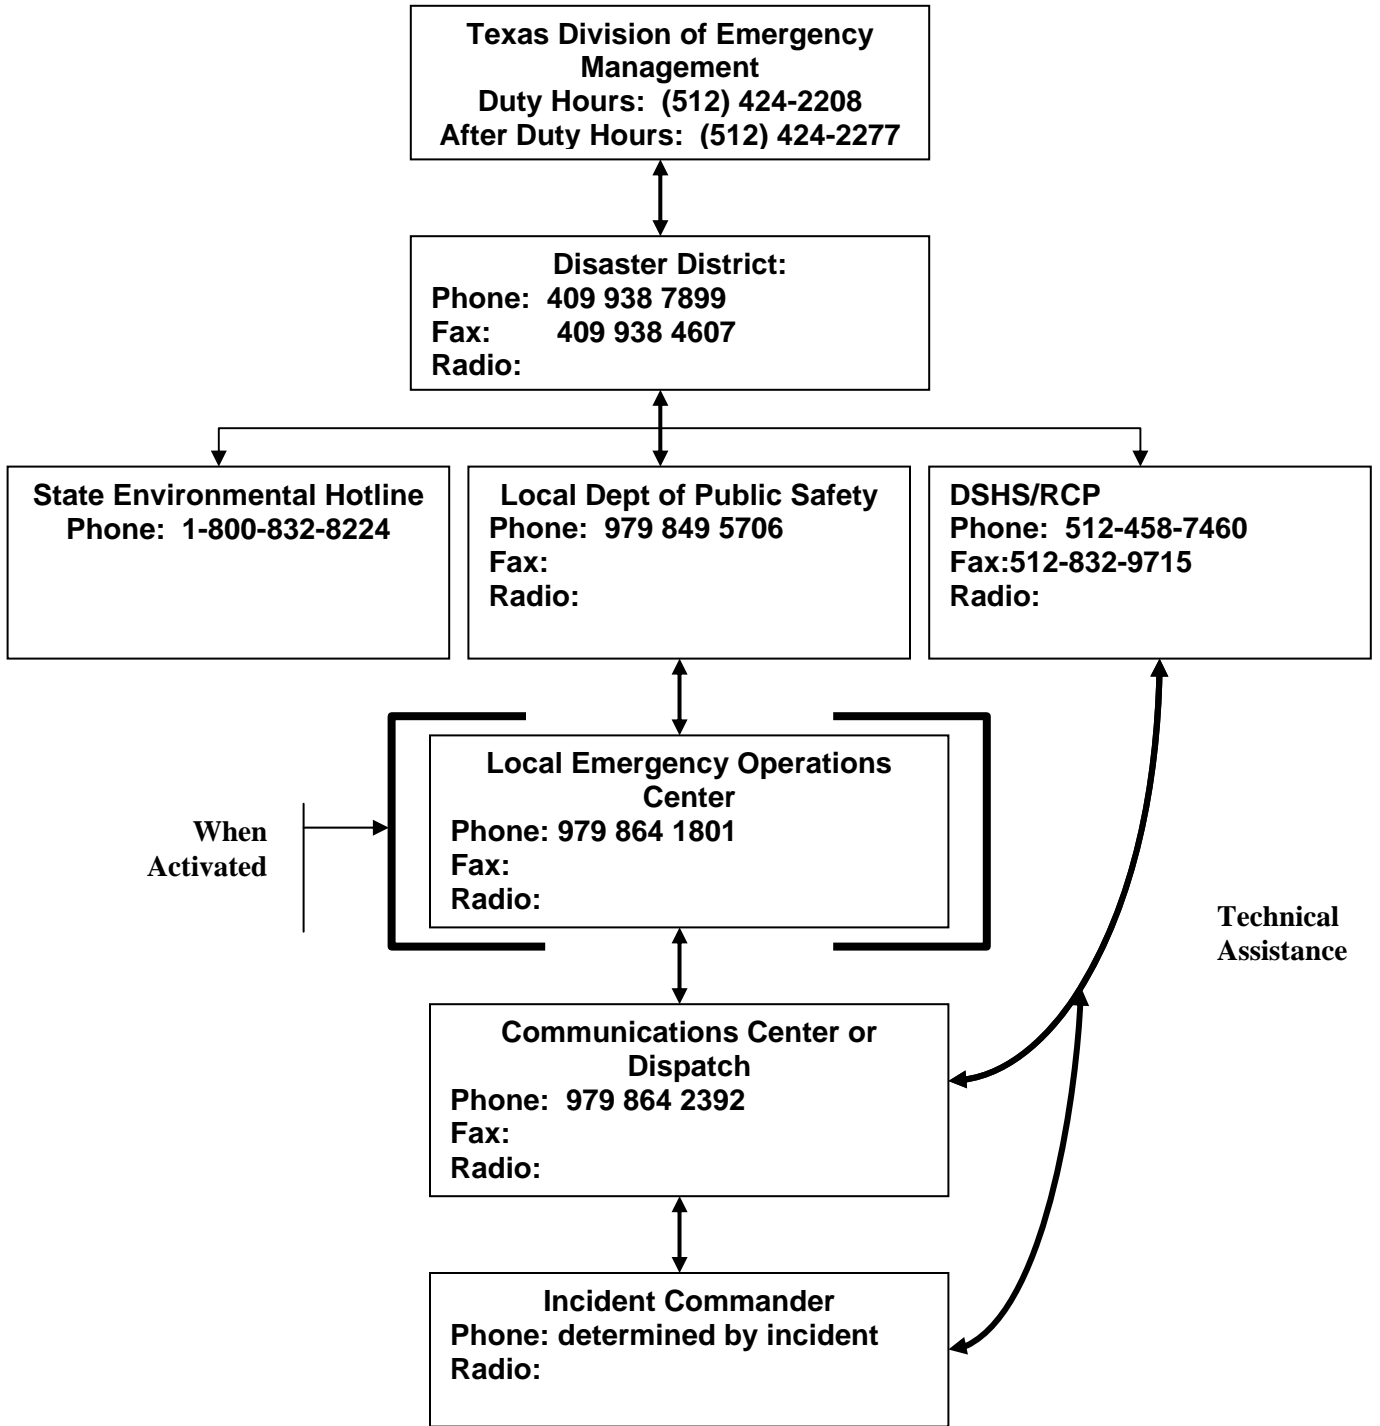 Texas Division of Emergency
Management
Duty Hours:  (512) 424-2208
After Duty Hours:  (512) 424-2277
Disaster District:
Phone:  409 938 7899
Fax:        409 938 4607
Radio:
State Environmental Hotline
Phone:  1-800-832-8224
Local Dept of Public Safety
Phone:  979 849 5706
Fax:
Radio:
DSHS/RCP
Phone:  512-458-7460
Fax:512-832-9715
Radio:
When
Activated
Local Emergency Operations
Center
Phone: 979 864 1801
Fax:
Radio:
Technical
Assistance
Communications Center or
Dispatch
Phone:  979 864 2392
Fax:
Radio:
Incident Commander
Phone: determined by incident
Radio: